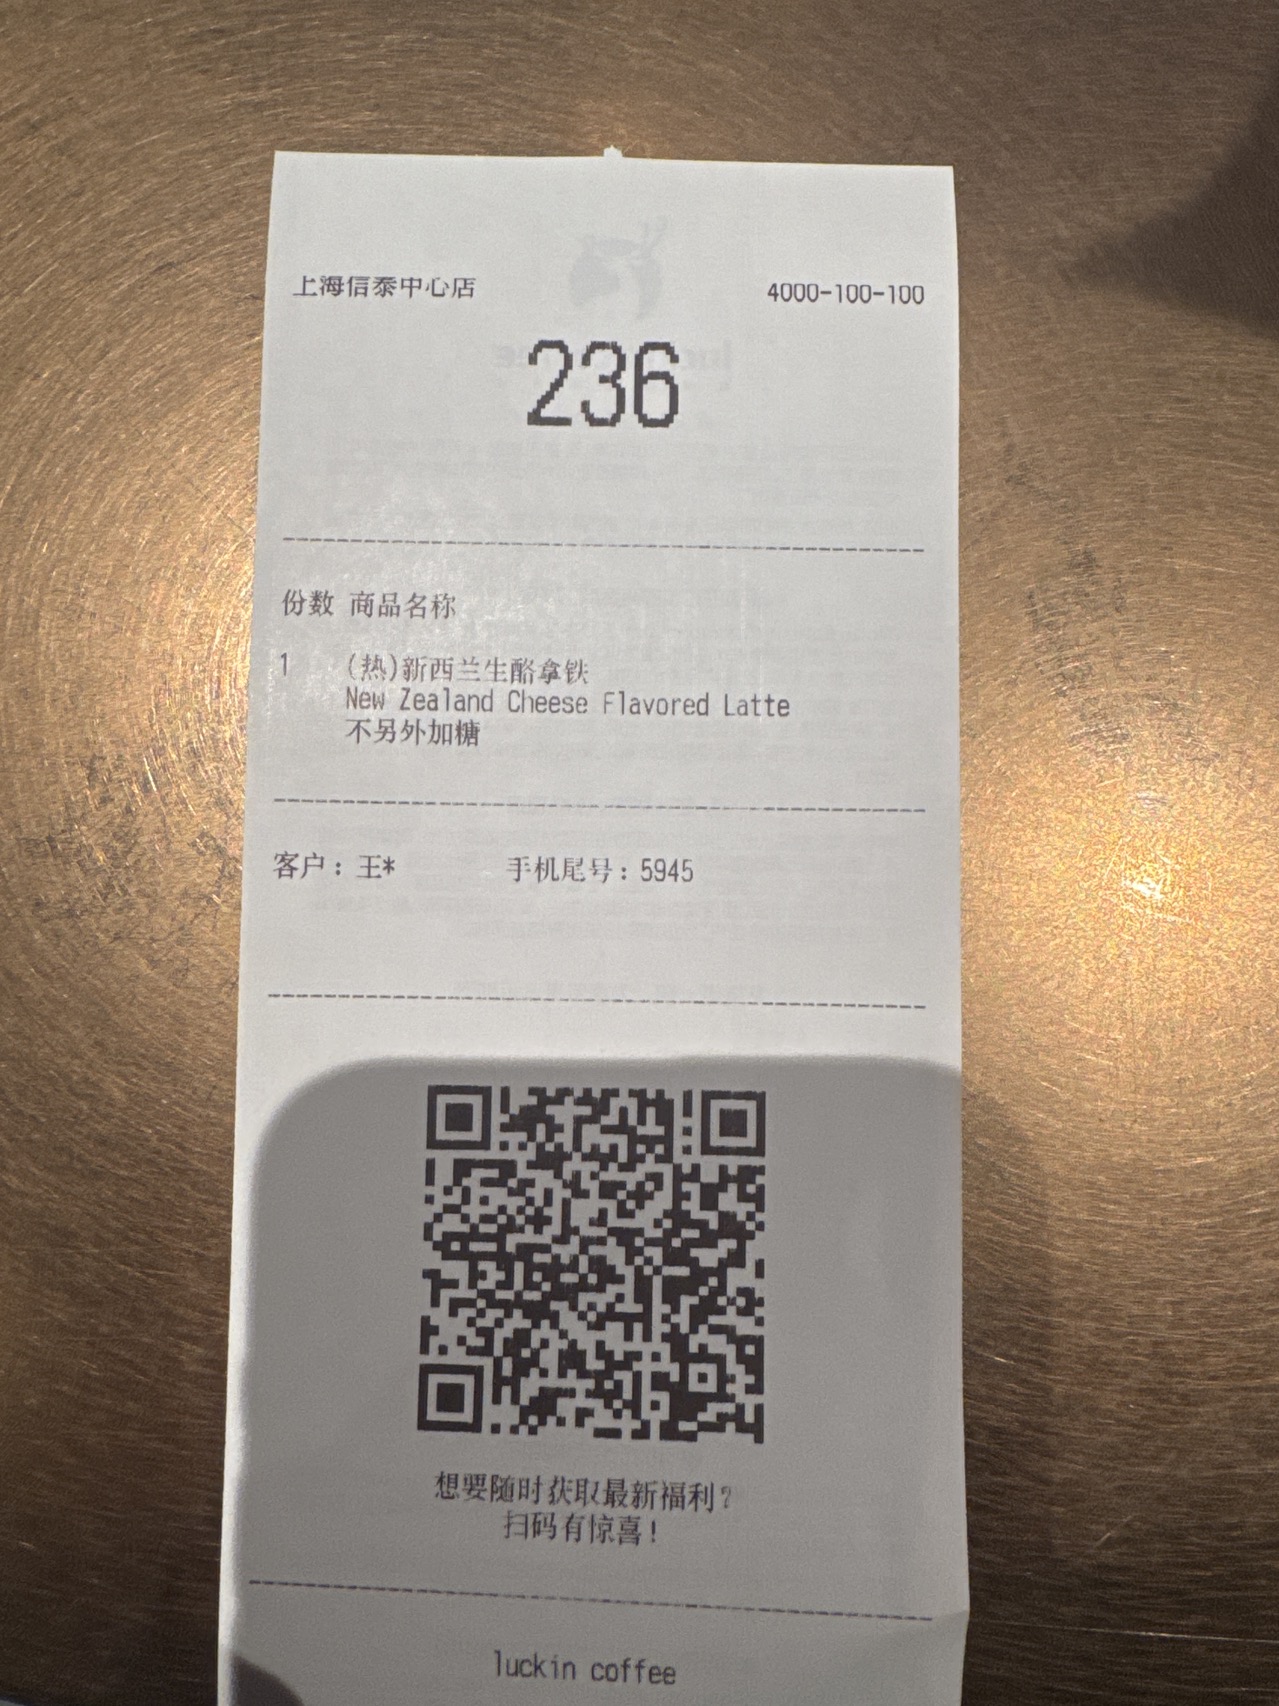 上海信泰中心店 4000-100-100
236
份数 商品名称
1 (热)新西兰生酪拿铁
New Zealand Cheese Flavored Latte
不另外加糖
客户：王* 手机尾号：5945
想要随时获取最新福利？
扫码有惊喜！
luckin coffee